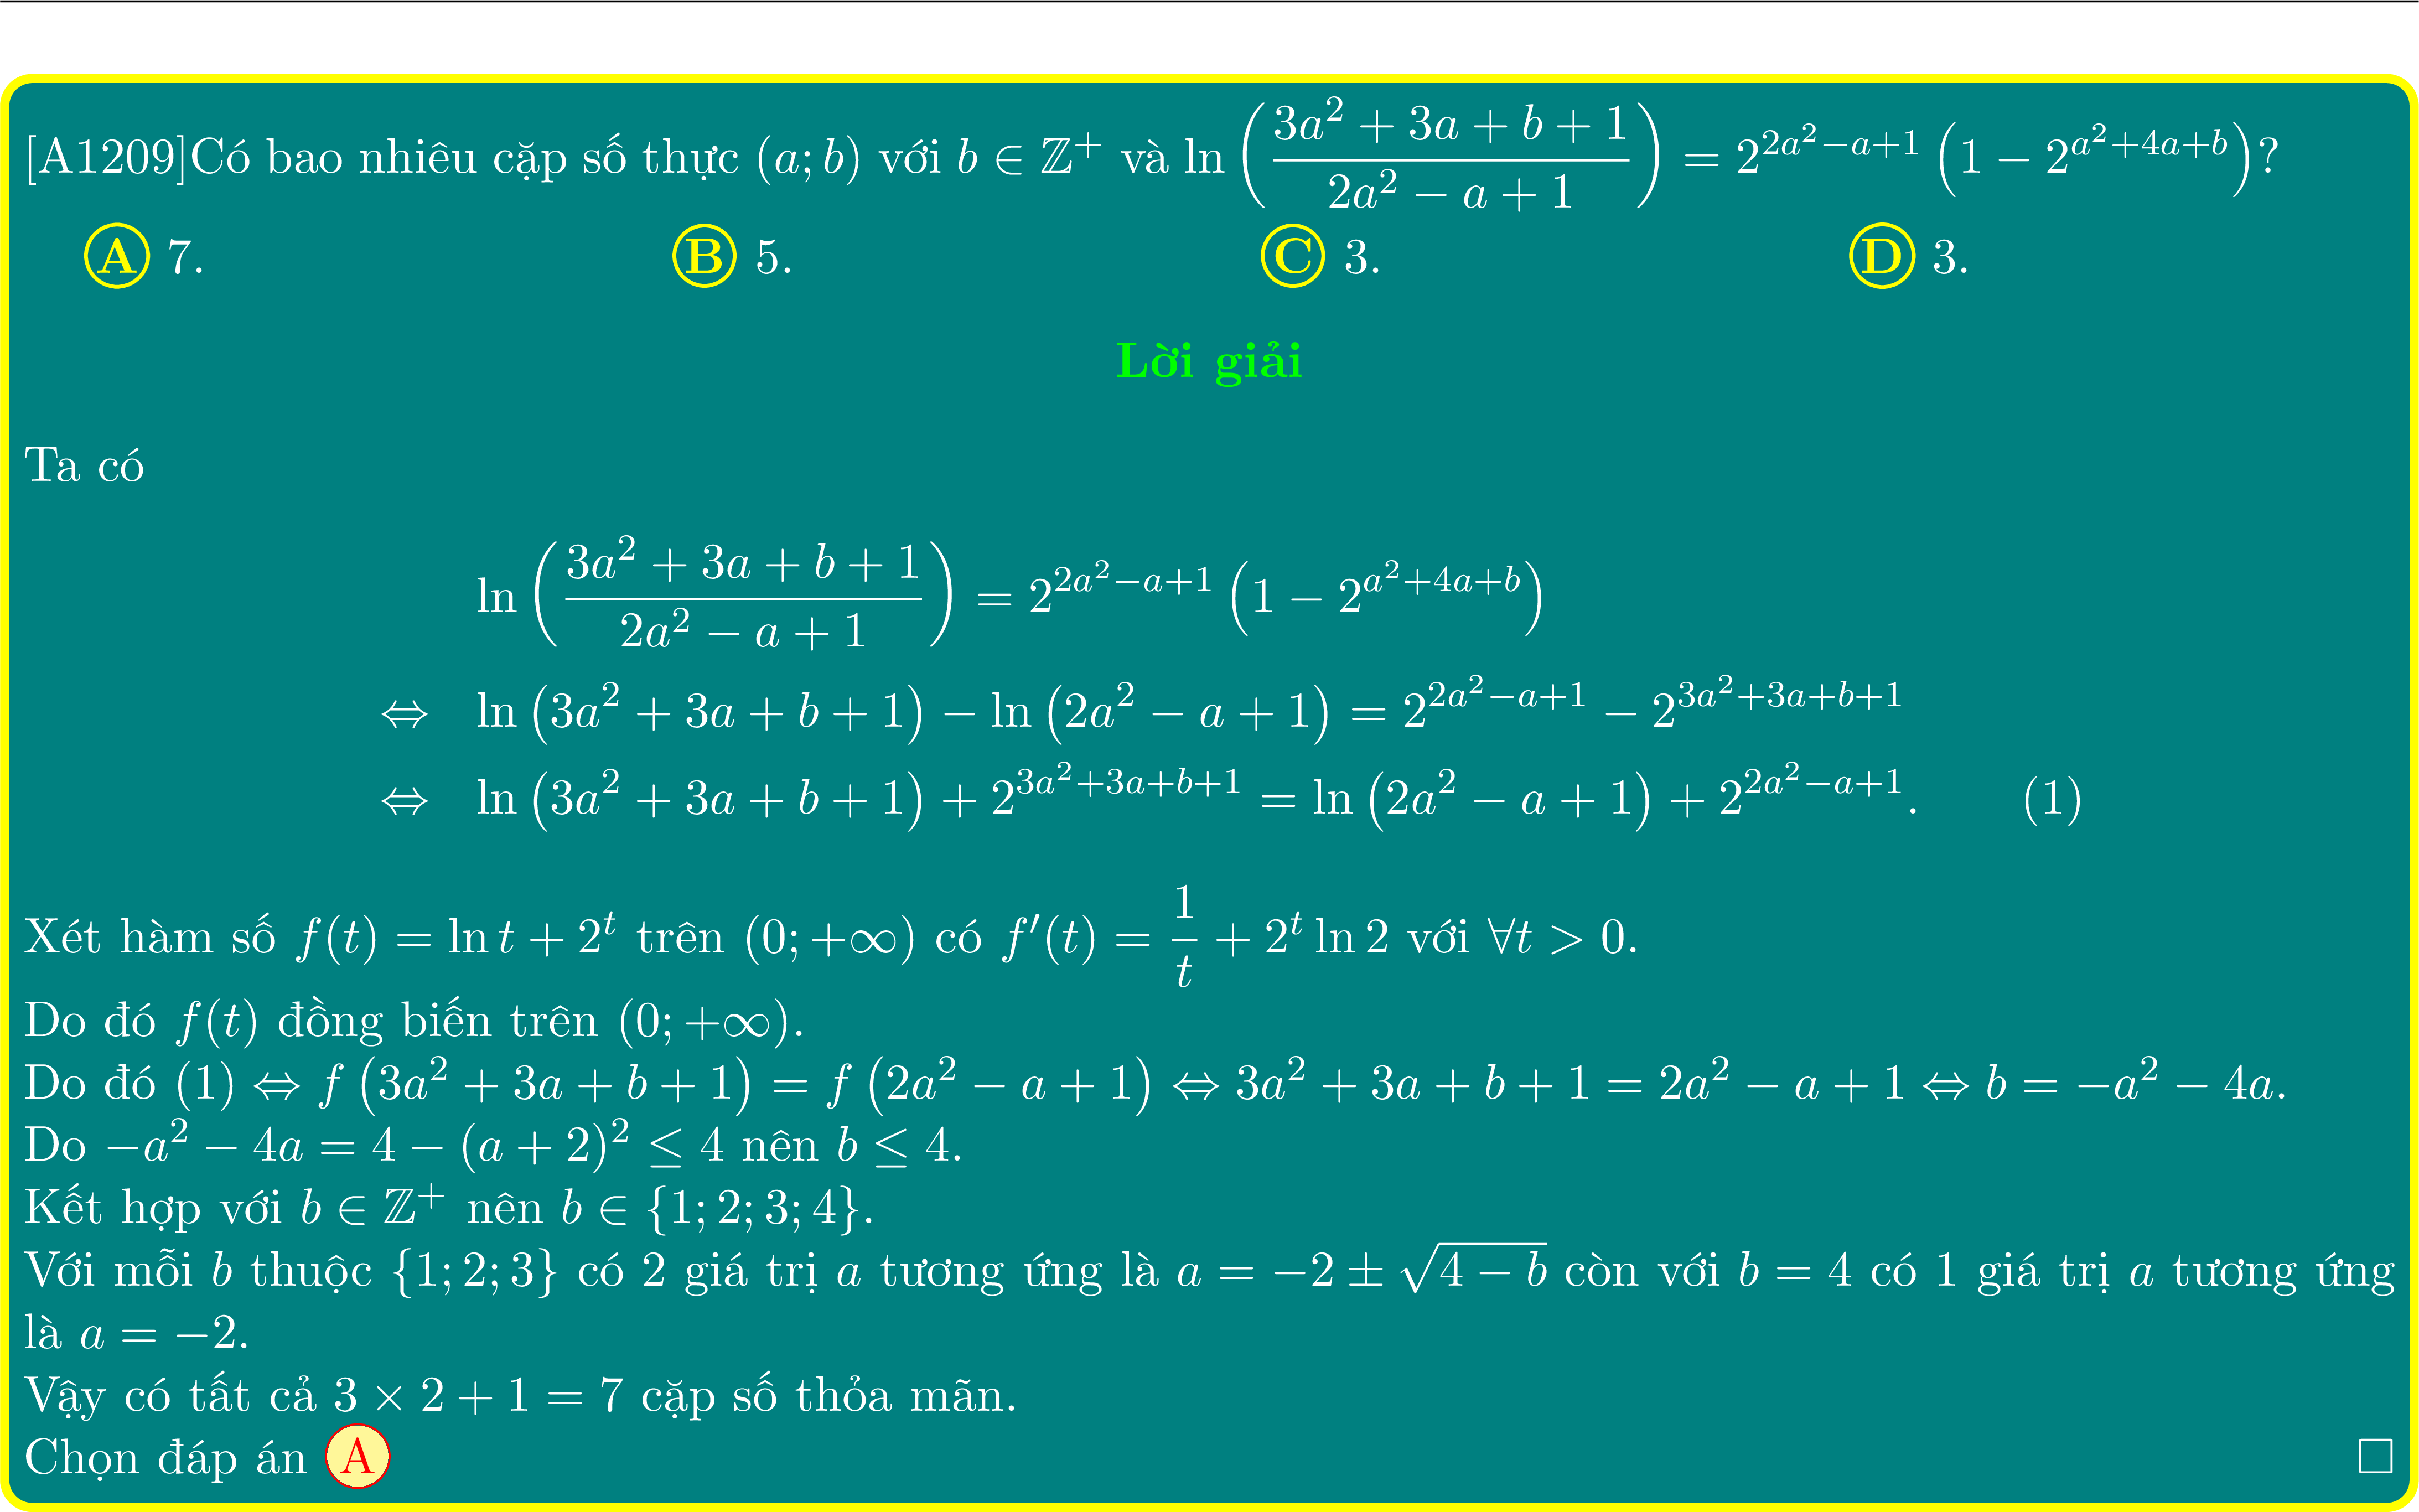 [A1209]Có bao nhiêu cặp số thực $(a; b)$ với $b \in \mathbb{Z}^+$ và $\ln\left(\dfrac{3a^2 + 3a + b + 1}{2a^2 - a + 1}\right) = 2^{2a^2-a+1}\left(1 - 2^{a^2+4a+b}\right)$?
A 7. B 5. C 3. D 3.
Lời giải
Ta có
$\ln\left(\dfrac{3a^2 + 3a + b + 1}{2a^2 - a + 1}\right) = 2^{2a^2-a+1}\left(1 - 2^{a^2+4a+b}\right)$
$\Leftrightarrow \ln\left(3a^2 + 3a + b + 1\right) - \ln\left(2a^2 - a + 1\right) = 2^{2a^2-a+1} - 2^{3a^2+3a+b+1}$
$\Leftrightarrow \ln\left(3a^2 + 3a + b + 1\right) + 2^{3a^2+3a+b+1} = \ln\left(2a^2 - a + 1\right) + 2^{2a^2-a+1}.$ (1)
Xét hàm số $f(t) = \ln t + 2^t$ trên $(0; +\infty)$ có $f'(t) = \dfrac{1}{t} + 2^t \ln 2$ với $\forall t > 0$.
Do đó $f(t)$ đồng biến trên $(0; +\infty)$.
Do đó (1) $\Leftrightarrow f\left(3a^2 + 3a + b + 1\right) = f\left(2a^2 - a + 1\right) \Leftrightarrow 3a^2 + 3a + b + 1 = 2a^2 - a + 1 \Leftrightarrow b = -a^2 - 4a$.
Do $-a^2 - 4a = 4 - (a + 2)^2 \leq 4$ nên $b \leq 4$.
Kết hợp với $b \in \mathbb{Z}^+$ nên $b \in \{1; 2; 3; 4\}$.
Với mỗi $b$ thuộc $\{1; 2; 3\}$ có 2 giá trị $a$ tương ứng là $a = -2 \pm \sqrt{4 - b}$ còn với $b = 4$ có 1 giá trị $a$ tương ứng
là $a = -2$.
Vậy có tất cả $3 \times 2 + 1 = 7$ cặp số thỏa mãn.
Chọn đáp án A □